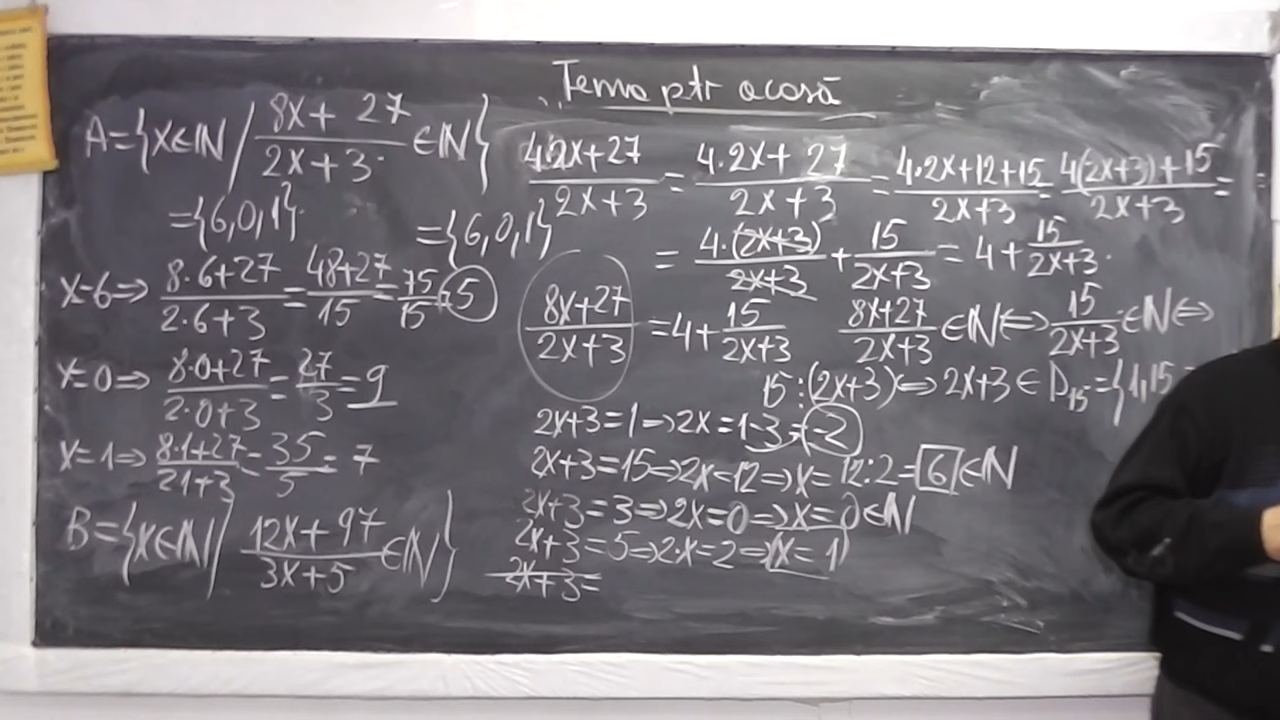 Tema ptr acasă
A={x∈ℕ / (8x+27)/(2x+3) ∈ℕ}
={6,0,1}
={6,0,1}
x=6⇒ (8·6+27)/(2·6+3) = (48+27)/15 = 75/15 = 5
x=0⇒ (8·0+27)/(2·0+3) = 27/3 = 9
x=1⇒ (8·1+27)/(2·1+3) = 35/5 = 7
B={x∈ℕ / (12x+97)/(3x+5) ∈ℕ}
(4·2x+27)/(2x+3) = (4·2x+27)/(2x+3) = (4·2x+12+15)/(2x+3) = (4(2x+3)+15)/(2x+3) =
= (4·(2x+3))/(2x+3) + 15/(2x+3) = 4+ 15/(2x+3).
(8x+27)/(2x+3) =4+ 15/(2x+3) (8x+27)/(2x+3) ∈ℕ⇔ 15/(2x+3) ∈ℕ⇔
15:(2x+3)⇔ 2x+3 ∈ D15={1,15
2x+3=1⇒2x=1-3=-2
2x+3=15⇒2x=12⇒x=12:2=6∈ℕ
2x+3=3⇒2x=0⇒x=0∈ℕ
2x+3=5⇒2·x=2⇒x=1
2x+3=